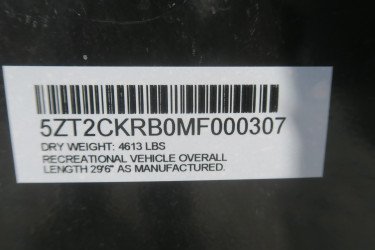 5ZT2CKRB0MF000307
DRY WEIGHT: 4613 LBS
RECREATIONAL VEHICLE OVERALL
LENGTH 29'6" AS MANUFACTURED.